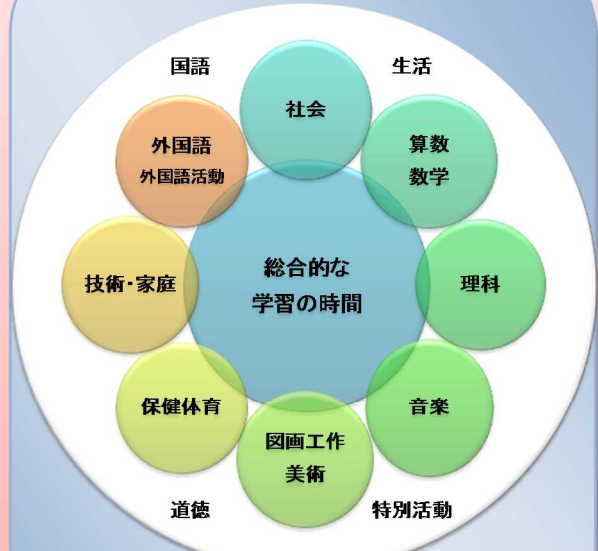 国語
生活
社会
外国語
外国語活動
算数
数学
技術・家庭
総合的な
学習の時間
理科
保健体育
音楽
図画工作
美術
道徳
特別活動